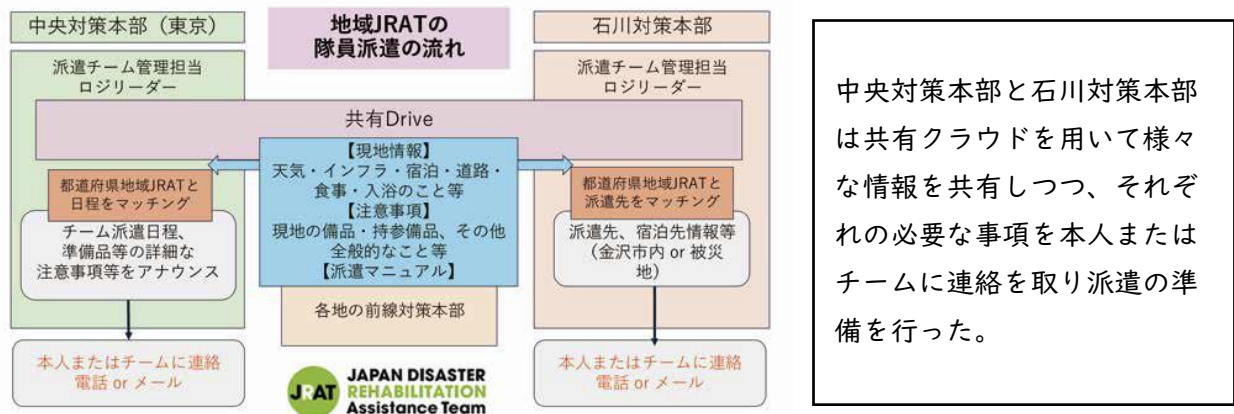 中央対策本部（東京）
地域JRATの
隊員派遣の流れ
石川対策本部
派遣チーム管理担当
ロジリーダー
派遣チーム管理担当
ロジリーダー
共有Drive
【現地情報】
天気・インフラ・宿泊・道路・
食事・入浴のこと等
【注意事項】
現地の備品・持参備品、その他
全般的なこと等
【派遣マニュアル】
都道府県地域JRATと
日程をマッチング
チーム派遣日程、
準備品等の詳細な
注意事項等をアナウンス
都道府県地域JRATと
派遣先をマッチング
派遣先、宿泊先情報等
（金沢市内 or 被災
地）
各地の前線対策本部
本人またはチームに連絡
電話 or メール
JRAT
JAPAN DISASTER
REHABILITATION
Assistance Team
本人またはチームに連絡
電話 or メール
中央対策本部と石川対策本部
は共有クラウドを用いて様々
な情報を共有しつつ、それぞ
れの必要な事項を本人または
チームに連絡を取り派遣の準
備を行った。